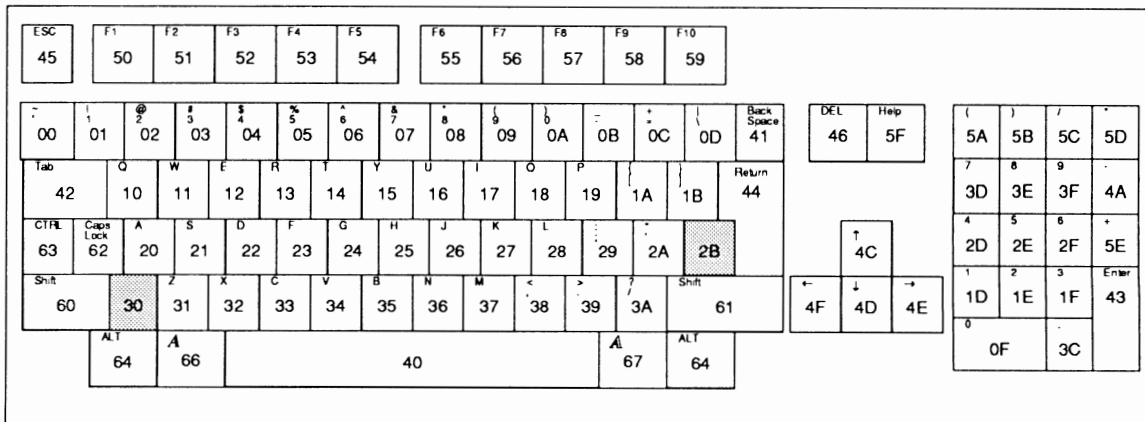 ESC F1 F2 F3 F4 F5 F6 F7 F8 F9 F10
45 50 51 52 53 54 55 56 57 58 59
~ ! @ # $ % ^ & * ( ) _ + | Back Space DEL Help ( ) / *
` 1 2 3 4 5 6 7 8 9 0 - = \
00 01 02 03 04 05 06 07 08 09 0A 0B 0C 0D 41 46 5F 5A 5B 5C 5D
Tab Q W E R T Y U I O P { } Return 7 8 9 -
[ ]
42 10 11 12 13 14 15 16 17 18 19 1A 1B 44 3D 3E 3F 4A
CTRL Caps Lock A S D F G H J K L : " ↑ 4 5 6 +
; '
63 62 20 21 22 23 24 25 26 27 28 29 2A 2B 4C 2D 2E 2F 5E
Shift Z X C V B N M < > ? Shift ← ↓ → 1 2 3 Enter
, . /
60 30 31 32 33 34 35 36 37 38 39 3A 61 4F 4D 4E 1D 1E 1F 43
ALT A A ALT 0 .
64 66 40 67 64 0F 3C